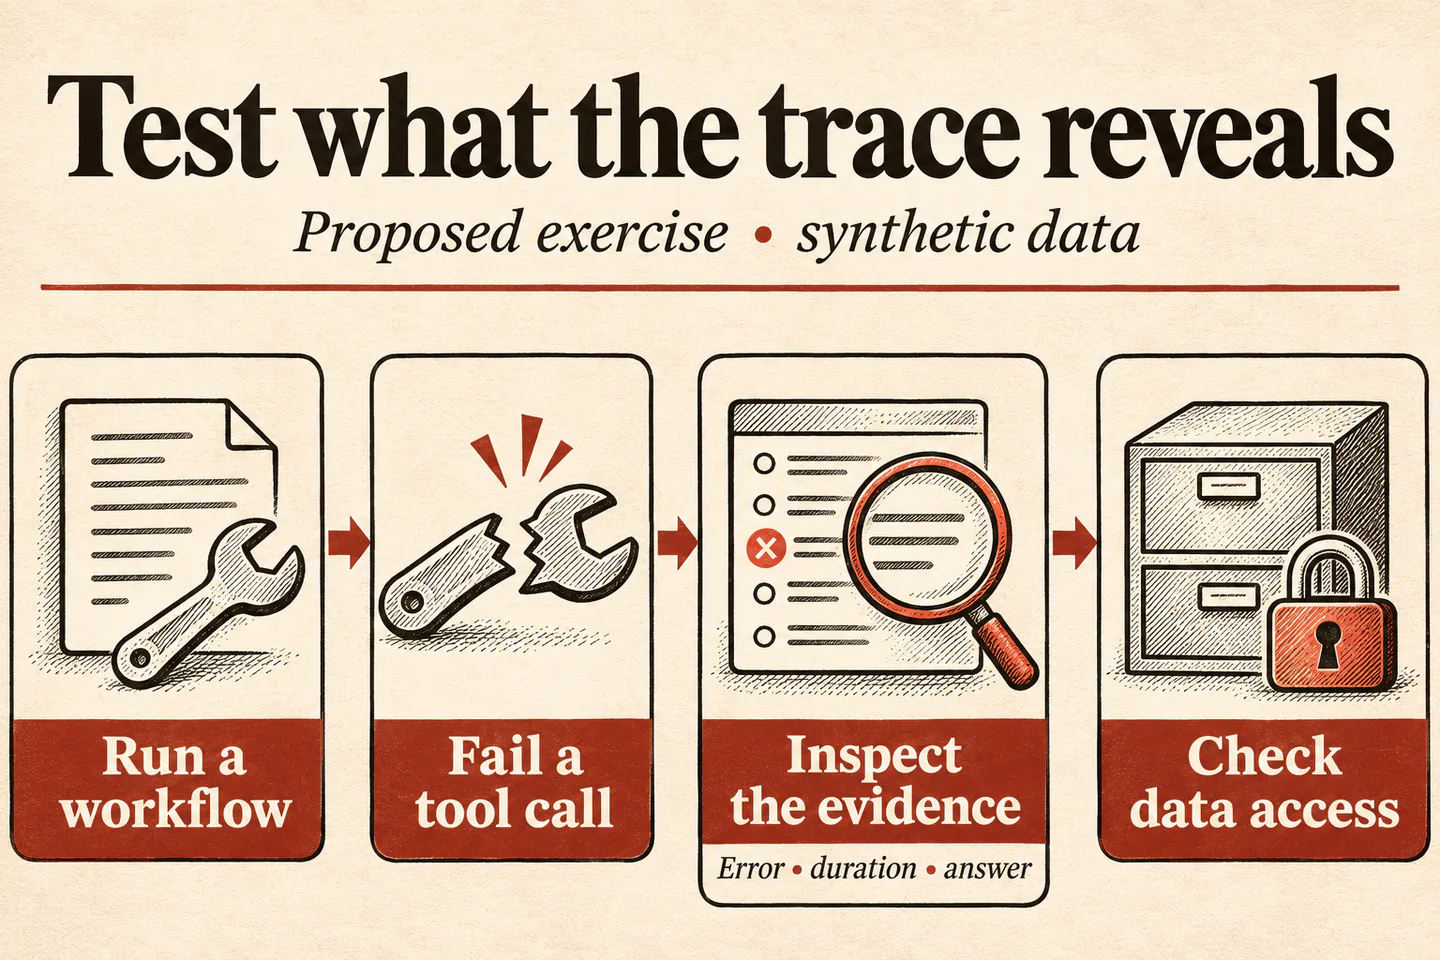 Test what the trace reveals
Proposed exercise • synthetic data
Run a
workflow
Fail a
tool call
Inspect
the evidence
Error • duration • answer
Check
data access